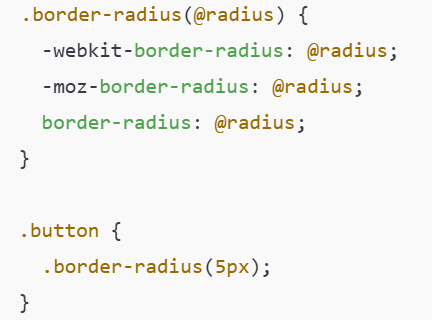 .border-radius(@radius) {
  -webkit-border-radius: @radius;
  -moz-border-radius: @radius;
  border-radius: @radius;
}

.button {
  .border-radius(5px);
}